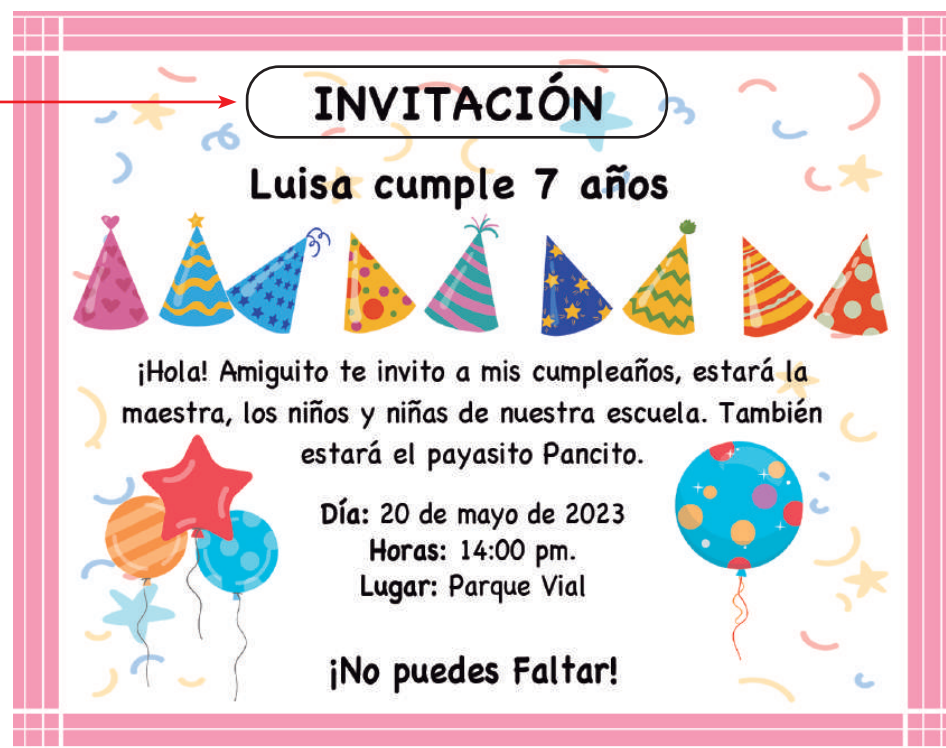 INVITACIÓN
Luisa cumple 7 años
¡Hola! Amiguito te invito a mis cumpleaños, estará la
maestra, los niños y niñas de nuestra escuela. También
estará el payasito Pancito.
Día: 20 de mayo de 2023
Horas: 14:00 pm.
Lugar: Parque Vial
¡No puedes Faltar!